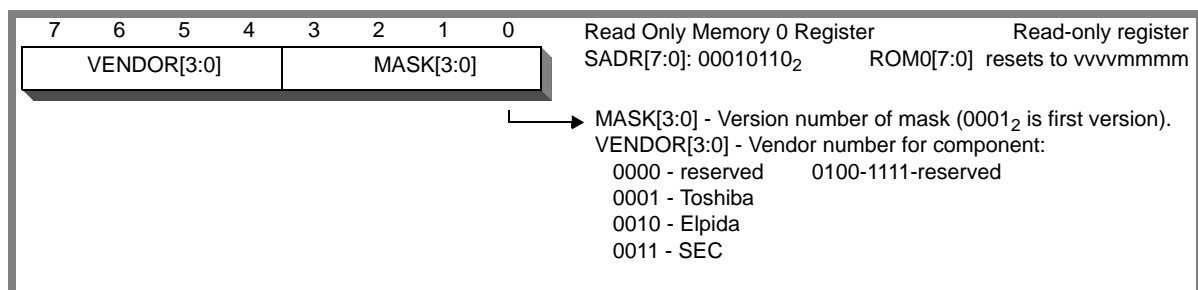 7 6 5 4 3 2 1 0
VENDOR[3:0] MASK[3:0]
Read Only Memory 0 Register Read-only register
SADR[7:0]: 00010110₂ ROM0[7:0] resets to vvvvmmmm
MASK[3:0] - Version number of mask (0001₂ is first version).
VENDOR[3:0] - Vendor number for component:
0000 - reserved 0100-1111-reserved
0001 - Toshiba
0010 - Elpida
0011 - SEC